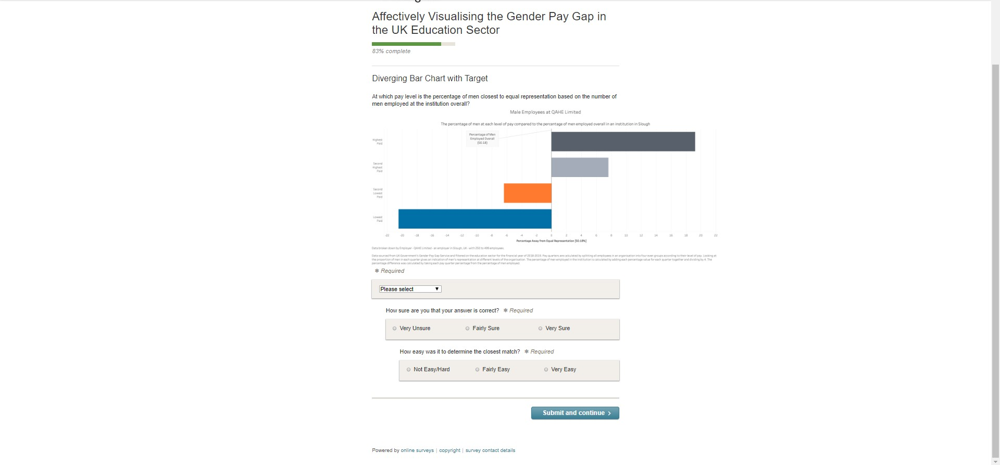 Affectively Visualising the Gender Pay Gap in
the UK Education Sector
83% complete
Diverging Bar Chart with Target
At which pay level is the percentage of men closest to equal representation based on the number of
men employed at the institution overall?
Male Employees at QAHE Limited
The percentage of men at each level of pay compared to the percentage of men employed overall in an institution in Slough
Percentage of Men
Employed Overall
(50.18)
Highest
Paid
Second
Highest
Paid
Second
Lowest
Paid
Lowest
Paid
-22 -20 -18 -16 -14 -12 -10 -8 -6 -4 -2 0 2 4 6 8 10 12 14 16 18 20 22
Percentage Away from Equal Representation [50.18%]
Data broken down by Employer - QAHE Limited - an employer in Slough, UK - with 250 to 499 employees.
Data sourced from UK Government's Gender Pay Gap Service and filtered on the education sector for the financial year of 2018-2019. Pay quarters are calculated by splitting all employees in an organisation into four even groups according to their level of pay. Looking at
the proportion of men in each quarter gives an indication of men's representation at different levels of the organisation. The percentage of men employed in the institution is calculated by adding each percentage value for each quarter together and dividing by 4. The
percentage difference was calculated by taking each pay quarter percentage from the percentage of men employed.
✱ Required
Please select
How sure are you that your answer is correct? ✱ Required
Very Unsure Fairly Sure Very Sure
How easy was it to determine the closest match? ✱ Required
Not Easy/Hard Fairly Easy Very Easy
Submit and continue >
Powered by online surveys | copyright | survey contact details